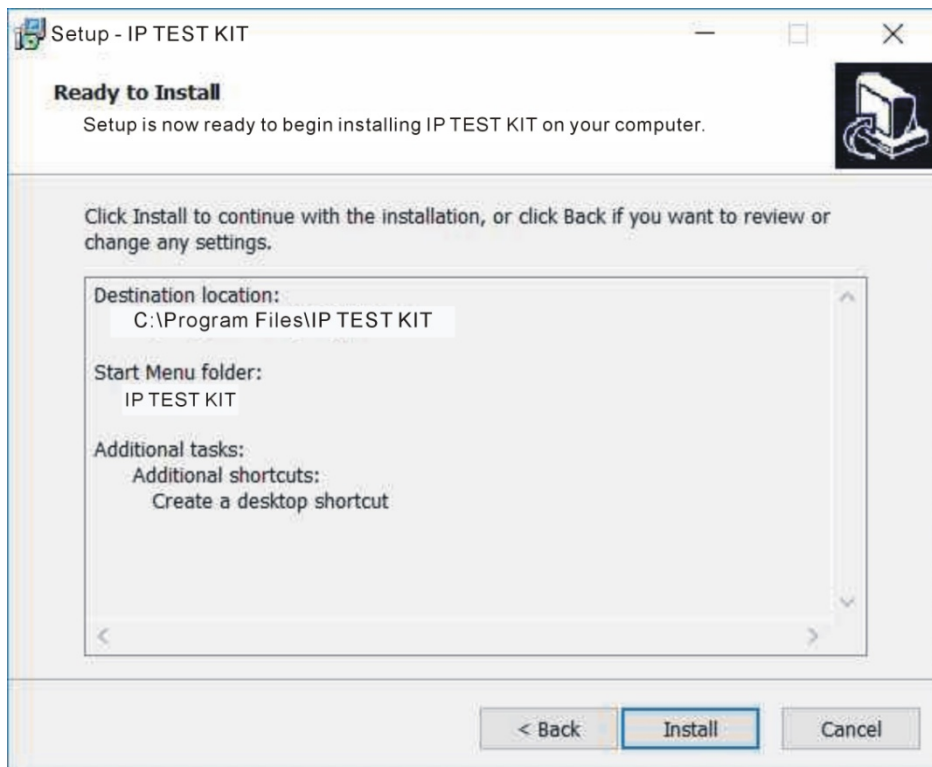 Setup - IP TEST KIT
Ready to Install
Setup is now ready to begin installing IP TEST KIT on your computer.
Click Install to continue with the installation, or click Back if you want to review or
change any settings.
Destination location:
C:\Program Files\IP TEST KIT
Start Menu folder:
IP TEST KIT
Additional tasks:
Additional shortcuts:
Create a desktop shortcut
< Back
Install
Cancel